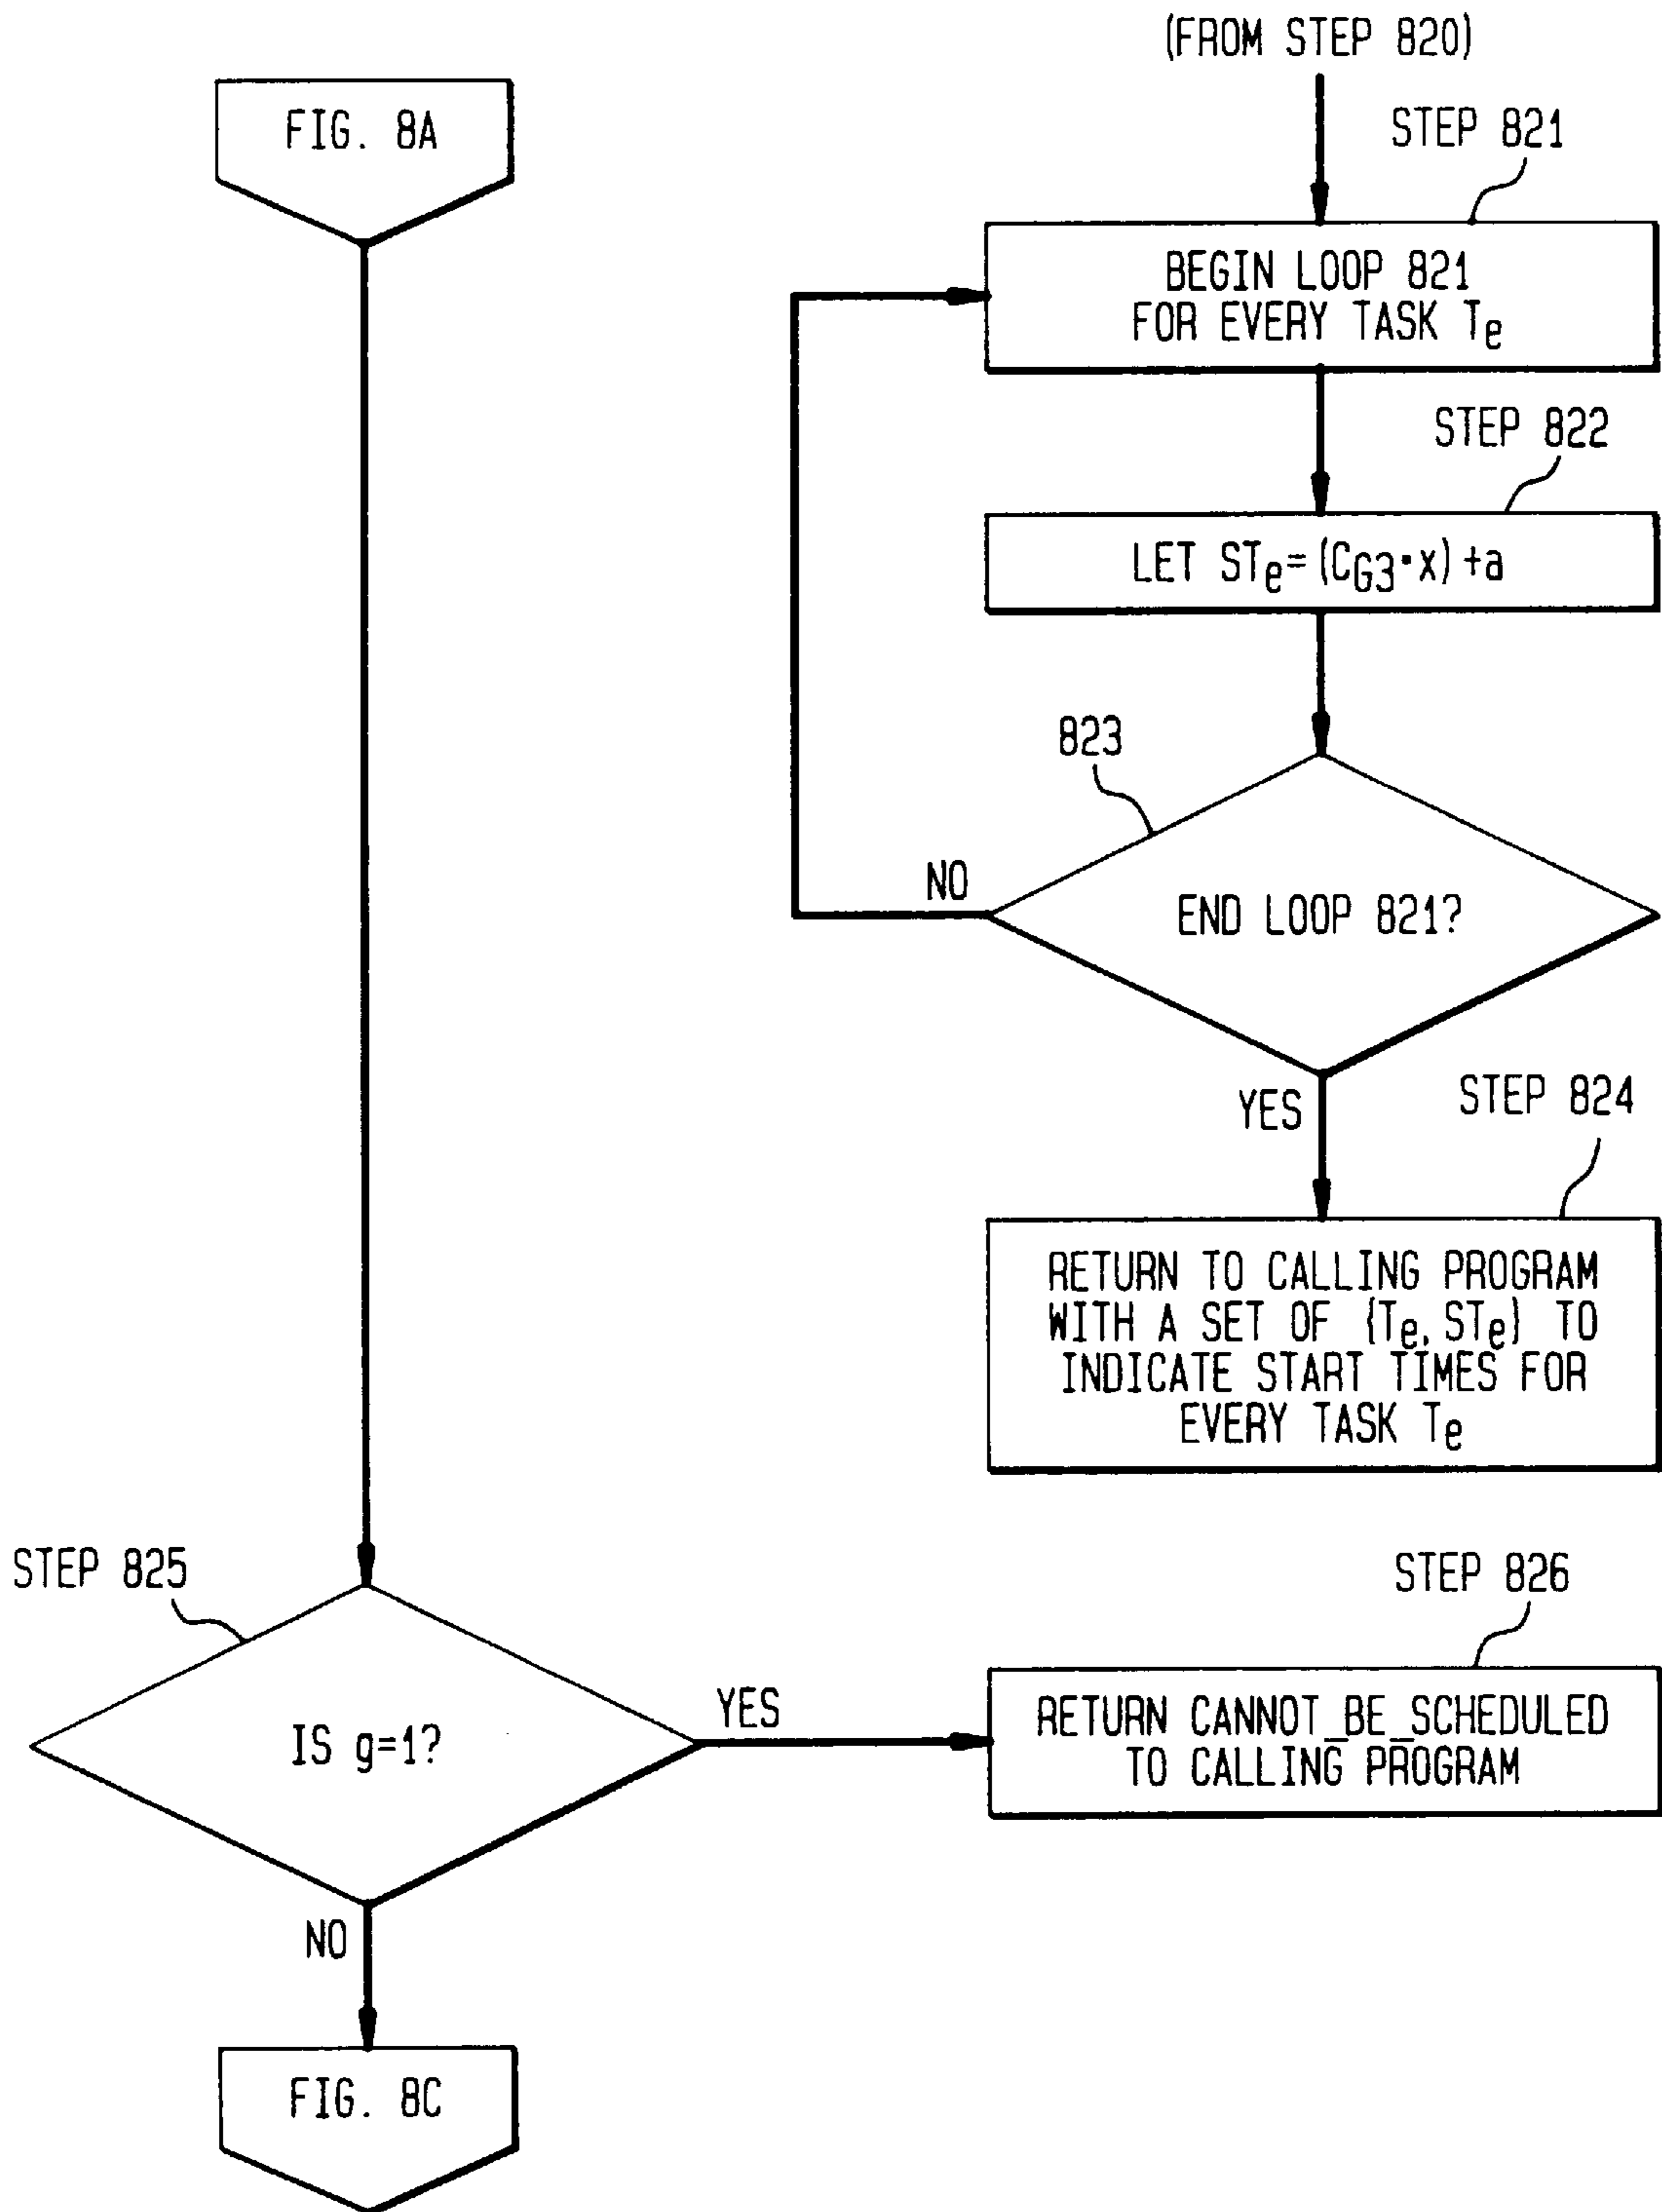 (FROM STEP 820)
FIG. 8A
STEP 821
BEGIN LOOP 821
FOR EVERY TASK Te
STEP 822
LET STe=(CG3·x)+a
823
NO
END LOOP 821?
YES
STEP 824
RETURN TO CALLING PROGRAM
WITH A SET OF {Te, STe} TO
INDICATE START TIMES FOR
EVERY TASK Te
STEP 825
STEP 826
IS g=1?
YES
RETURN CANNOT_BE_SCHEDULED
TO CALLING PROGRAM
NO
FIG. 8C